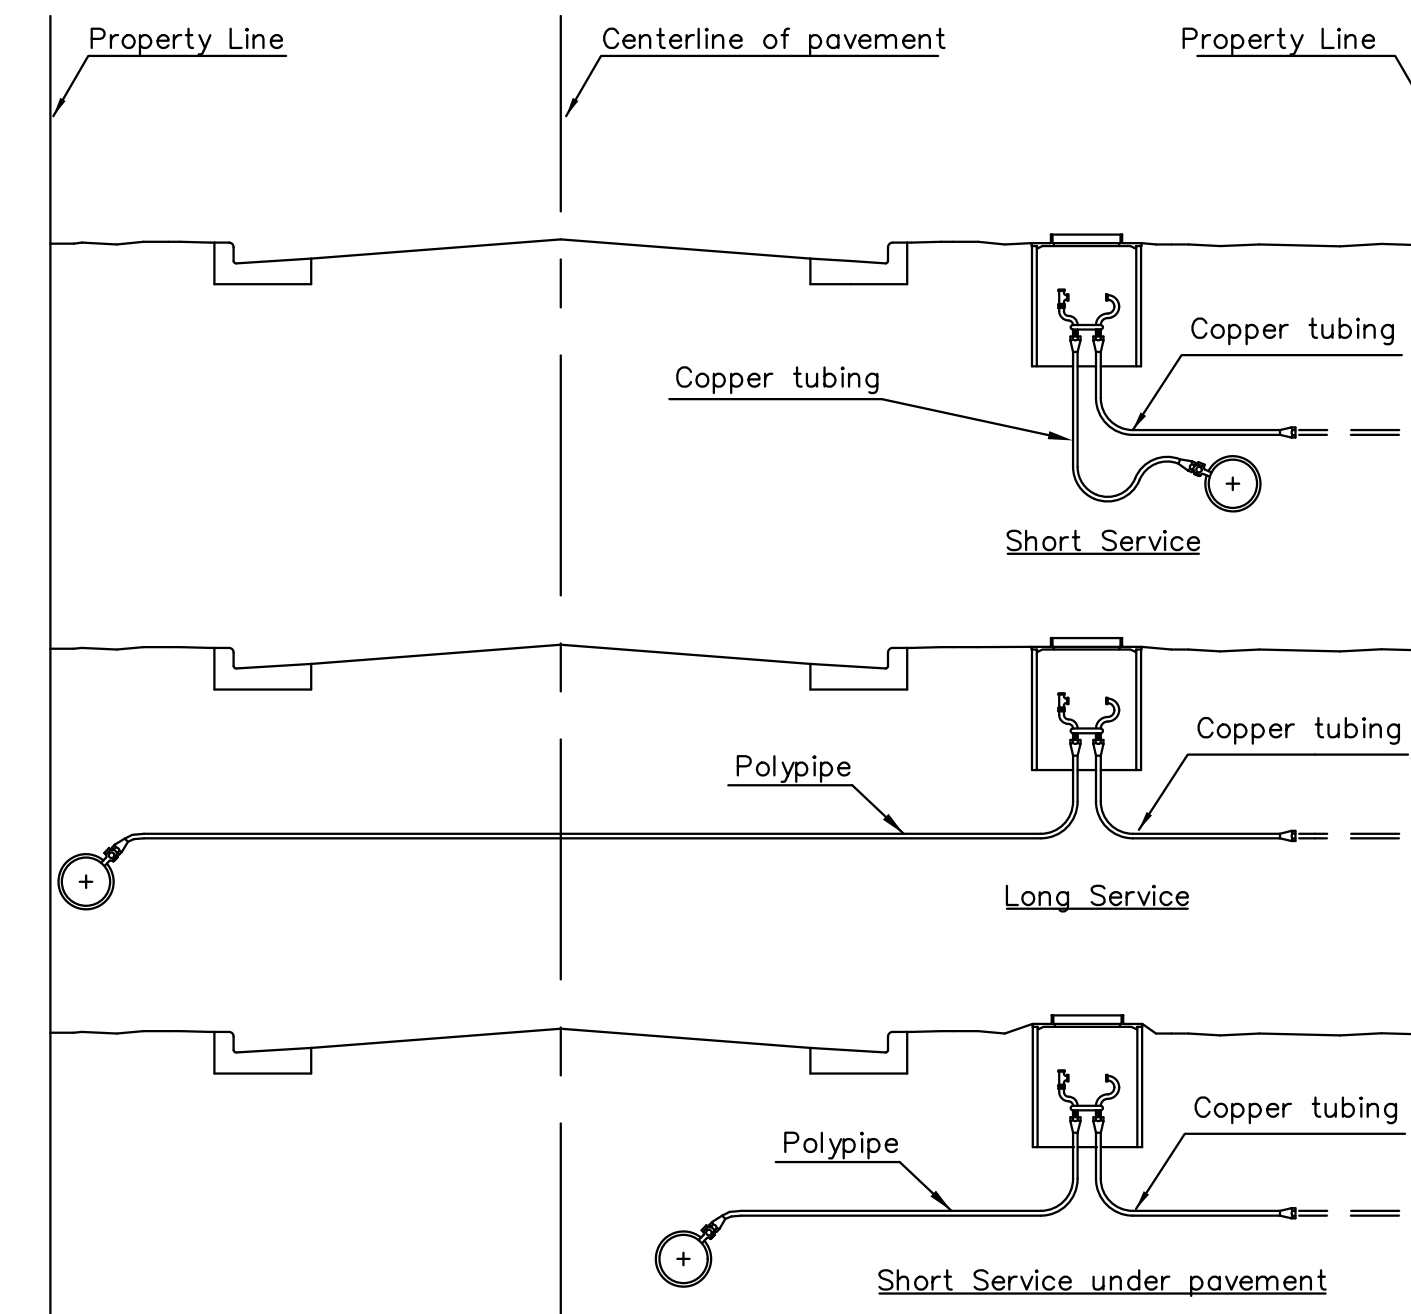 Property Line
Centerline of pavement
Property Line
Copper tubing
Copper tubing
Short Service
Copper tubing
Polypipe
Long Service
Copper tubing
Polypipe
Short Service under pavement